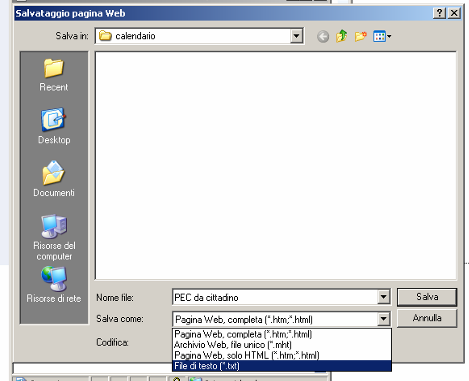 Salvataggio pagina Web
Salva in:
calendario
Recent
Desktop
Documenti
Risorse del
computer
Risorse di rete
Nome file:
PEC da cittadino
Salva
Salva come:
Pagina Web, completa (*.htm;*.html)
Annulla
Codifica:
Pagina Web, completa (*.htm;*.html)
Archivio Web, file unico (*.mht)
Pagina Web, solo HTML (*.htm;*.html)
File di testo (*.txt)